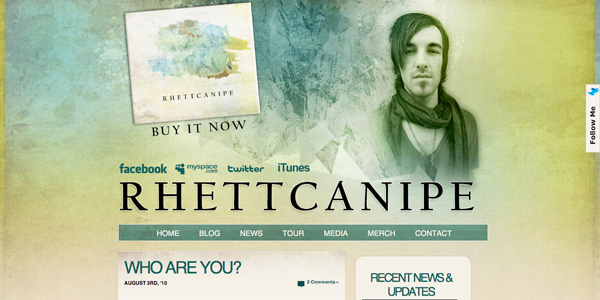 RHETTCANIPE
BUY IT NOW
Follow Me
facebook myspace.com twitter iTunes
RHETTCANIPE
HOME BLOG NEWS TOUR MEDIA MERCH CONTACT
WHO ARE YOU?
AUGUST 3RD, '10
2 Comments »
RECENT NEWS &
UPDATES